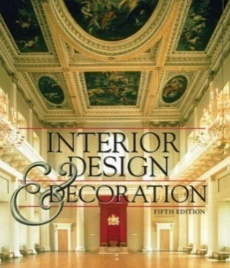 INTERIOR
DESIGN
& DECORATION
FIFTH EDITION